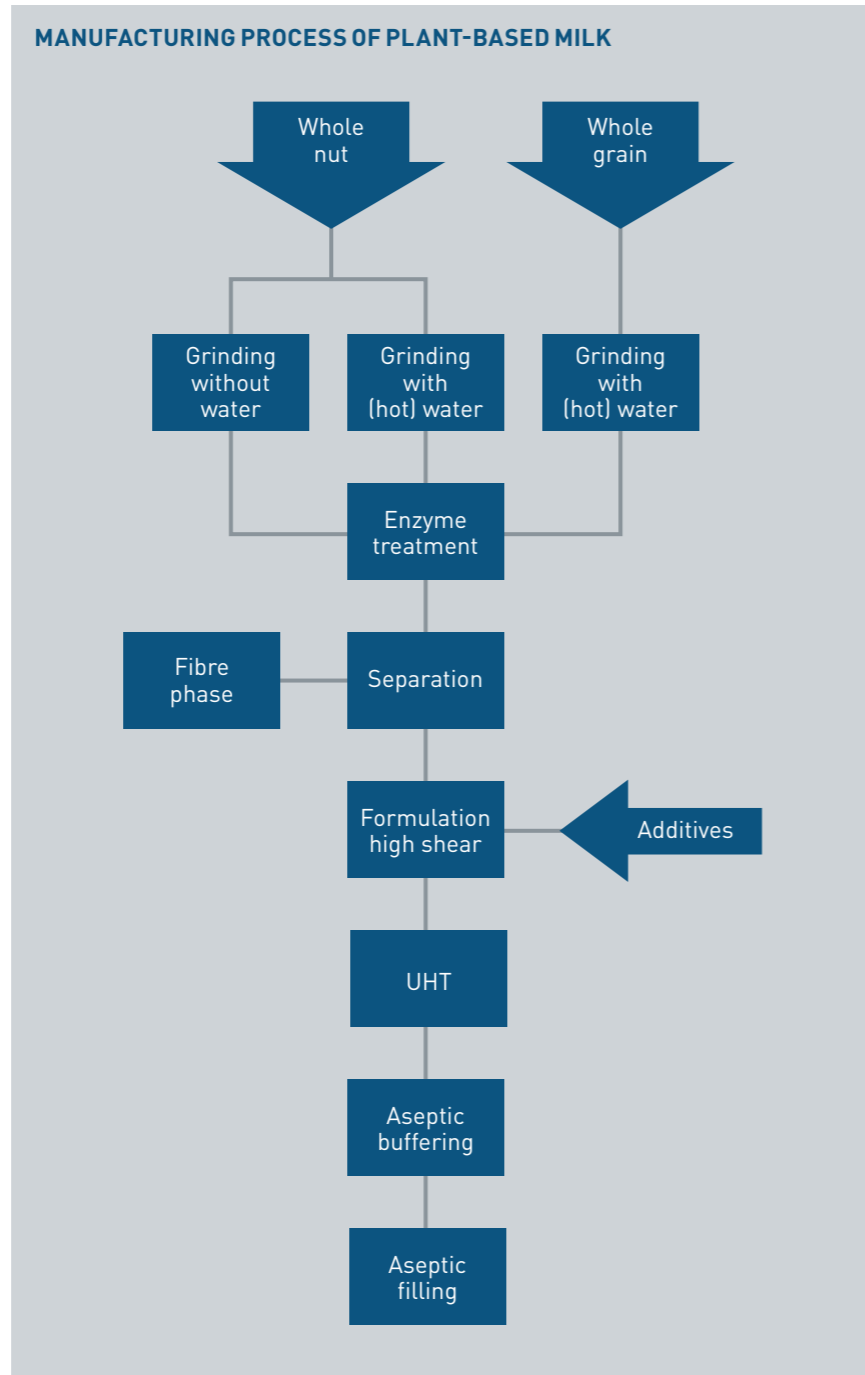 MANUFACTURING PROCESS OF PLANT-BASED MILK
Whole
nut
Whole
grain
Grinding
without
water
Grinding
with
(hot) water
Grinding
with
(hot) water
Enzyme
treatment
Fibre
phase
Separation
Formulation
high shear
Additives
UHT
Aseptic
buffering
Aseptic
filling